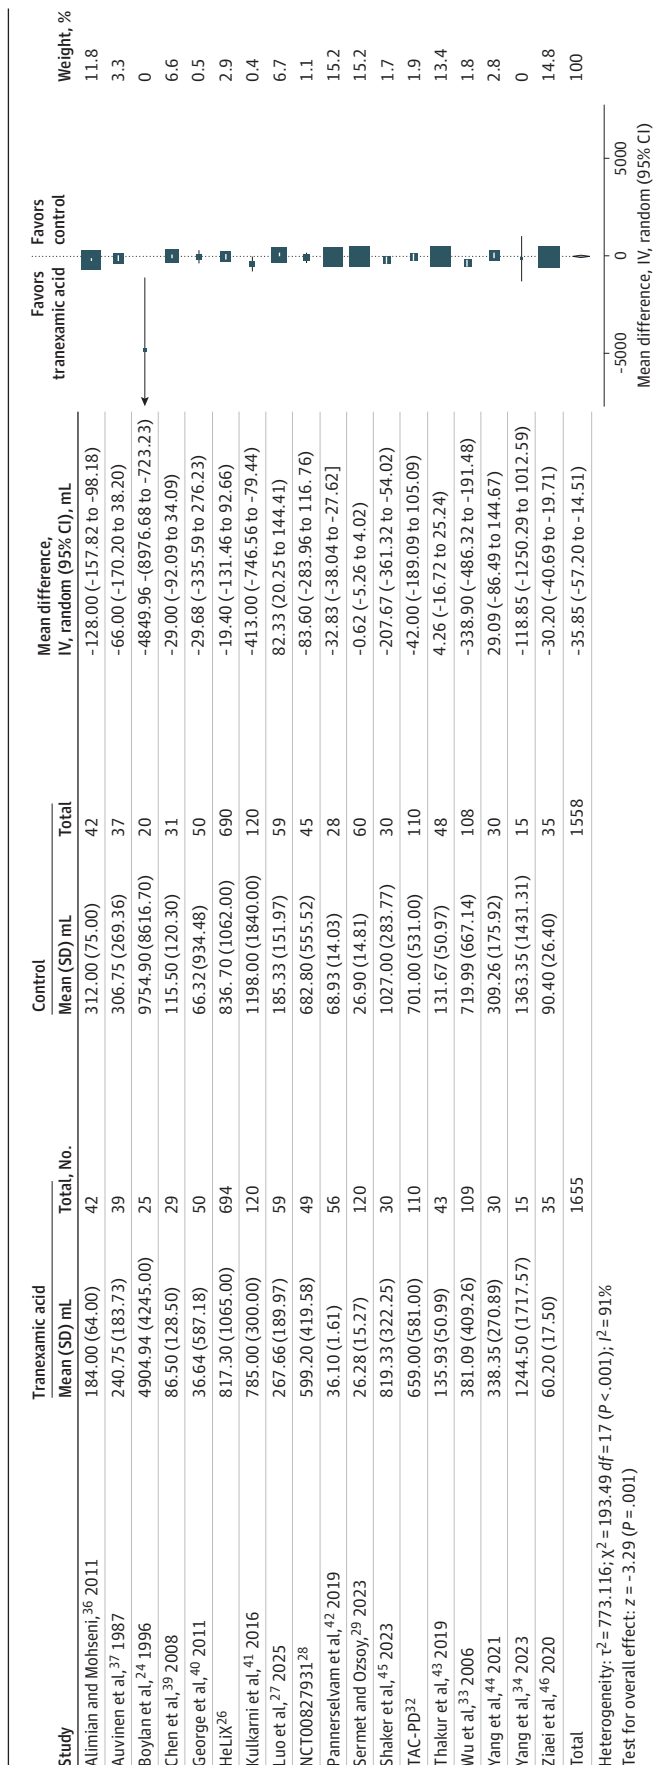 Tranexamic acid Control Mean difference, Favors Favors
Study Mean (SD) mL Total, No. Mean (SD) mL Total IV, random (95% CI), mL tranexamic acid control Weight, %
Alimian and Mohseni,36 2011 184.00 (64.00) 42 312.00 (75.00) 42 -128.00 (-157.82 to -98.18) 11.8
Auvinen et al,37 1987 240.75 (183.73) 39 306.75 (269.36) 37 -66.00 (-170.20 to 38.20) 3.3
Boylan et al,24 1996 4904.94 (4245.00) 25 9754.90 (8616.70) 20 -4849.96 -(8976.68 to -723.23) 0
Chen et al,39 2008 86.50 (128.50) 29 115.50 (120.30) 31 -29.00 (-92.09 to 34.09) 6.6
George et al,40 2011 36.64 (587.18) 50 66.32(934.48) 50 -29.68 (-335.59 to 276.23) 0.5
HeLiX26 817.30 (1065.00) 694 836.70 (1062.00) 690 -19.40 (-131.46 to 92.66) 2.9
Kulkarni et al,41 2016 785.00 (300.00) 120 1198.00 (1840.00) 120 -413.00 (-746.56 to -79.44) 0.4
Luo et al,27 2025 267.66 (189.97) 59 185.33 (151.97) 59 82.33 (20.25 to 144.41) 6.7
NCT0082793128 599.20 (419.58) 49 682.80 (555.52) 45 -83.60 (-283.96 to 116.76) 1.1
Pannerselvam et al,42 2019 36.10 (1.61) 56 68.93 (14.03) 28 -32.83 (-38.04 to -27.62] 15.2
Sermet and Ozsoy,29 2023 26.28 (15.27) 120 26.90 (14.81) 60 -0.62 (-5.26 to 4.02) 15.2
Shaker et al,45 2023 819.33 (322.25) 30 1027.00 (283.77) 30 -207.67 (-361.32 to -54.02) 1.7
TAC-PD32 659.00 (581.00) 110 701.00 (531.00) 110 -42.00 (-189.09 to 105.09) 1.9
Thakur et al,43 2019 135.93 (50.99) 43 131.67 (50.97) 48 4.26 (-16.72 to 25.24) 13.4
Wu et al,33 2006 381.09 (409.26) 109 719.99 (667.14) 108 -338.90 (-486.32 to -191.48) 1.8
Yang et al,44 2021 338.35 (270.89) 30 309.26 (175.92) 30 29.09 (-86.49 to 144.67) 2.8
Yang et al,34 2023 1244.50 (1717.57) 15 1363.35 (1431.31) 15 -118.85 (-1250.29 to 1012.59) 0
Ziaei et al,46 2020 60.20 (17.50) 35 90.40 (26.40) 35 -30.20 (-40.69 to -19.71) 14.8
Total 1655 1558 -35.85 (-57.20 to -14.51) 100
Heterogeneity: τ2 = 773.116; χ2 = 193.49 df = 17 (P <.001); I2 = 91%
Test for overall effect: z = -3.29 (P = .001)
-5000 0 5000
Mean difference, IV, random (95% CI)